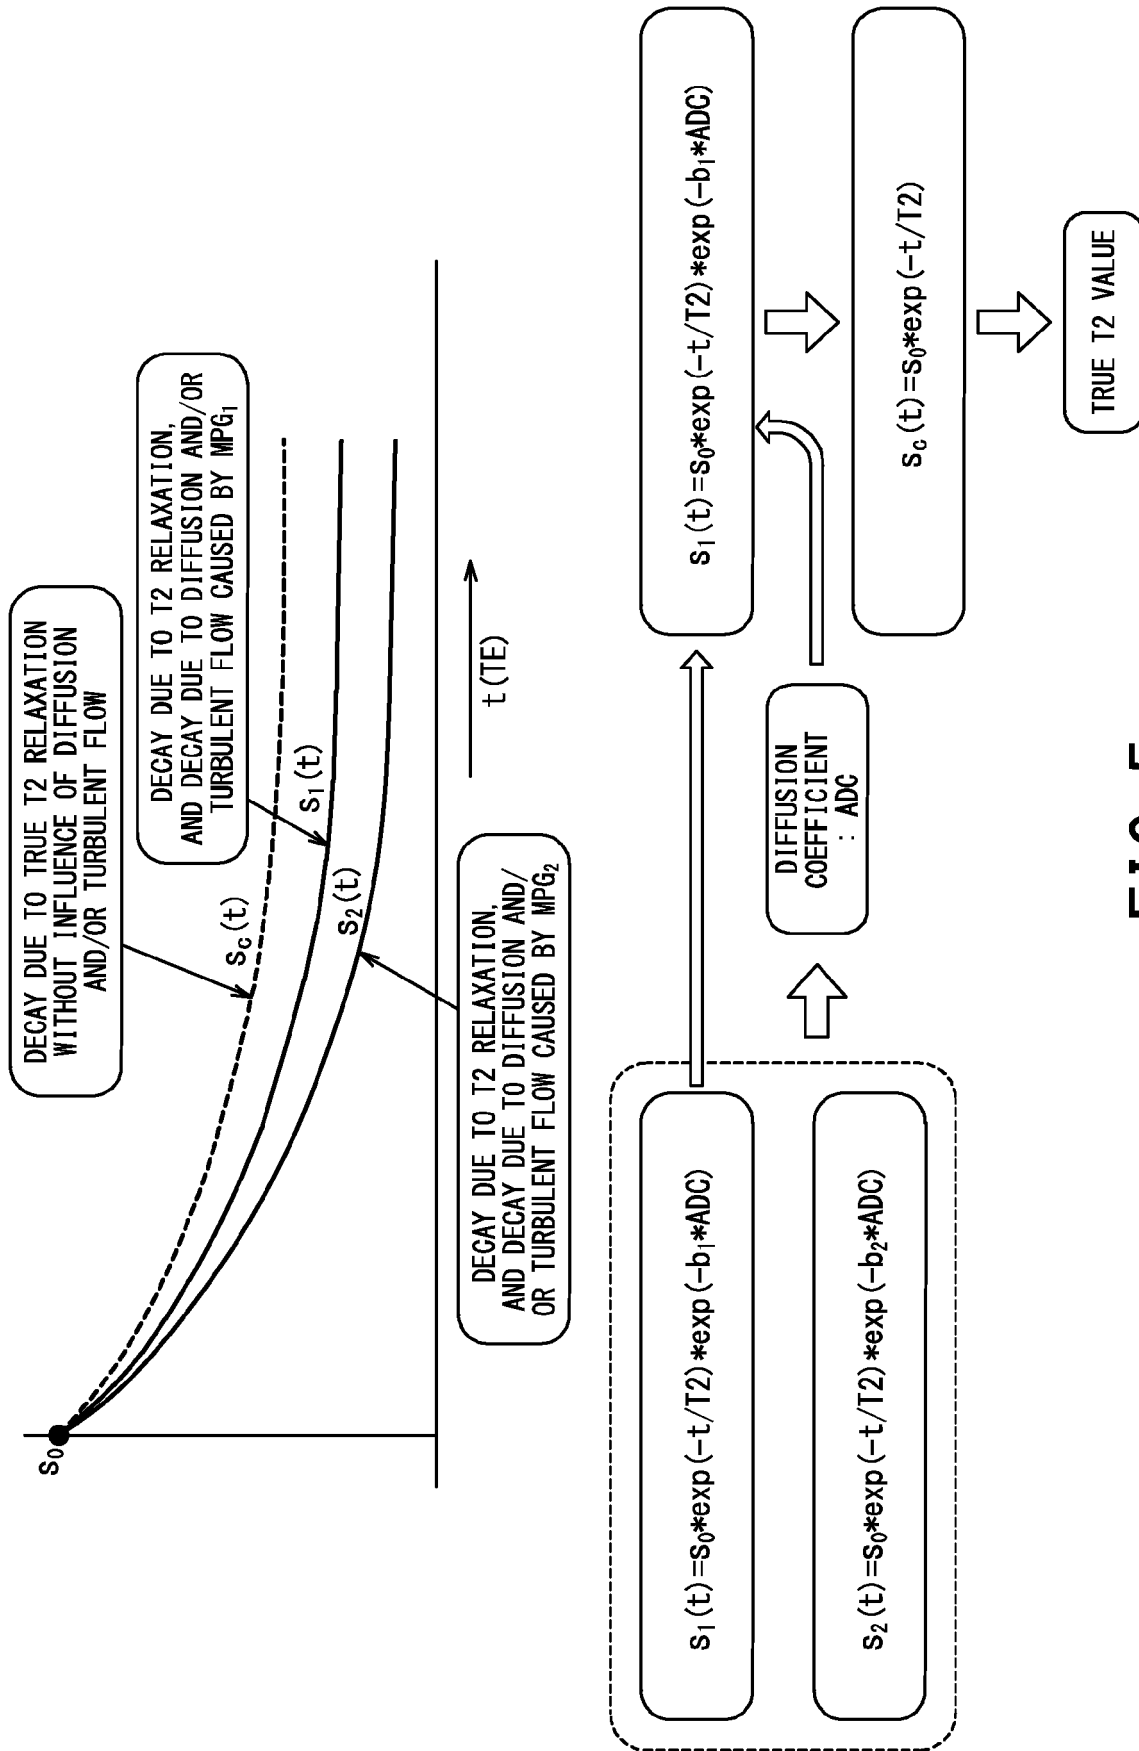 S0
DECAY DUE TO TRUE T2 RELAXATION
WITHOUT INFLUENCE OF DIFFUSION
AND/OR TURBULENT FLOW
Sc(t)
DECAY DUE TO T2 RELAXATION,
AND DECAY DUE TO DIFFUSION AND/OR
TURBULENT FLOW CAUSED BY MPG1
S1(t)
S2(t)
DECAY DUE TO T2 RELAXATION,
AND DECAY DUE TO DIFFUSION AND/
OR TURBULENT FLOW CAUSED BY MPG2
t(TE)
S1(t)=S0*exp(-t/T2)*exp(-b1*ADC)
S2(t)=S0*exp(-t/T2)*exp(-b2*ADC)
DIFFUSION
COEFFICIENT
: ADC
S1(t)=S0*exp(-t/T2)*exp(-b1*ADC)
Sc(t)=S0*exp(-t/T2)
TRUE T2 VALUE